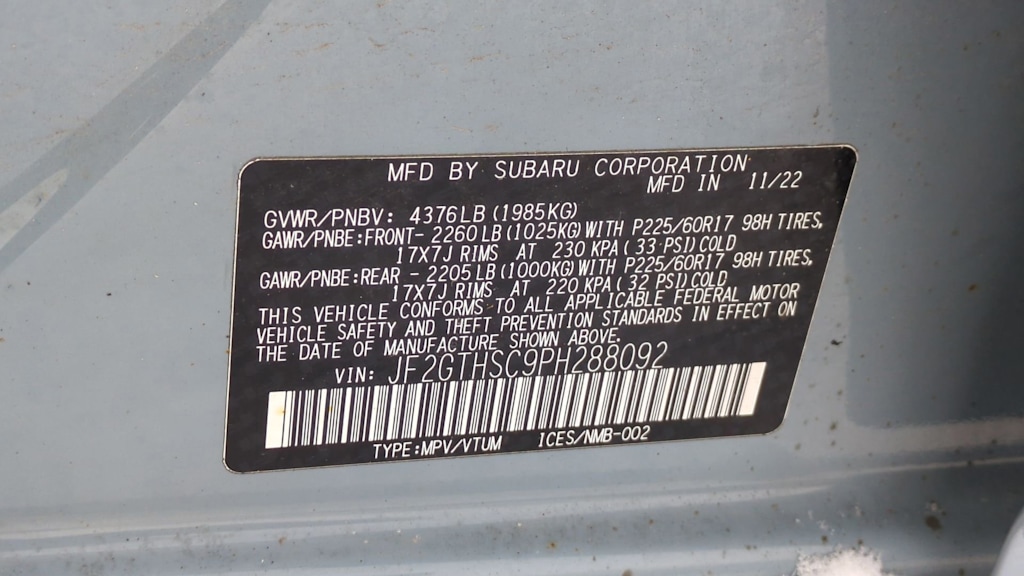 MFD BY SUBARU CORPORATION
MFD IN 11/22
GVWR/PNBV: 4376LB(1985KG)
GAWR/PNBE:FRONT- 2260LB(1025KG)WITH P225/60R17 98H TIRES,
17X7J RIMS AT 230 KPA( 33 PSI)COLD
GAWR/PNBE:REAR - 2205LB(1000KG)WITH P225/60R17 98H TIRES,
17X7J RIMS AT 220 KPA( 32 PSI)COLD
THIS VEHICLE CONFORMS TO ALL APPLICABLE FEDERAL MOTOR
VEHICLE SAFETY AND THEFT PREVENTION STANDARDS IN EFFECT ON
THE DATE OF MANUFACTURE SHOWN ABOVE.
VIN: JF2GTHSC9PH288092
TYPE:MPV/VTUM ICES/NMB-002